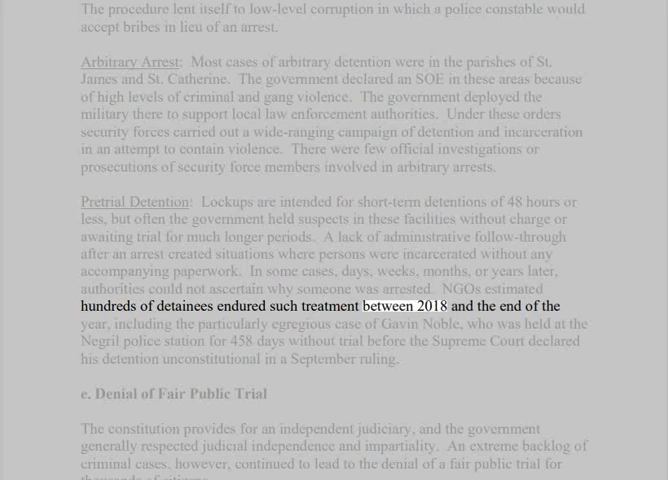 The procedure lent itself to low-level corruption in which a police constable would
accept bribes in lieu of an arrest.
Arbitrary Arrest: Most cases of arbitrary detention were in the parishes of St.
James and St. Catherine. The government declared an SOE in these areas because
of high levels of criminal and gang violence. The government deployed the
military there to support local law enforcement authorities. Under these orders
security forces carried out a wide-ranging campaign of detention and incarceration
in an attempt to contain violence. There were few official investigations or
prosecutions of security force members involved in arbitrary arrests.
Pretrial Detention: Lockups are intended for short-term detentions of 48 hours or
less, but often the government held suspects in these facilities without charge or
awaiting trial for much longer periods. A lack of administrative follow-through
after an arrest created situations where persons were incarcerated without any
accompanying paperwork. In some cases, days, weeks, months, or years later,
authorities could not ascertain why someone was arrested. NGOs estimated
hundreds of detainees endured such treatment between 2018 and the end of the
year, including the particularly egregious case of Gavin Noble, who was held at the
Negril police station for 458 days without trial before the Supreme Court declared
his detention unconstitutional in a September ruling.
e. Denial of Fair Public Trial
The constitution provides for an independent judiciary, and the government
generally respected judicial independence and impartiality. An extreme backlog of
criminal cases, however, continued to lead to the denial of a fair public trial for
thousands of citizens.